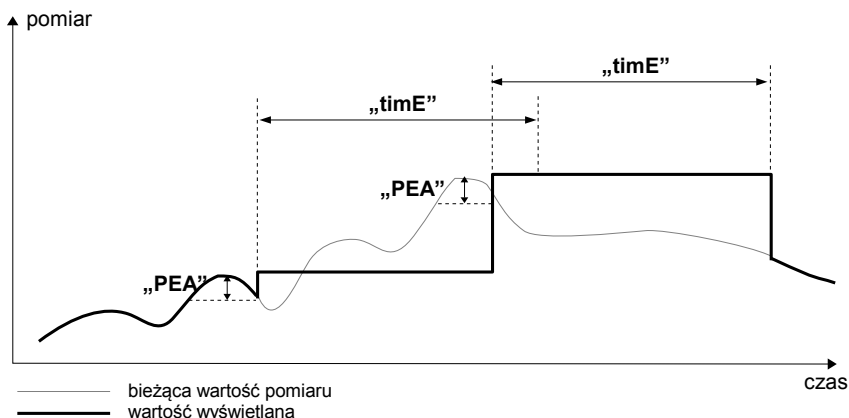 pomiar
„timE”
„timE”
„PEA”
„PEA”
czas
bieżąca wartość pomiaru
wartość wyświetlana